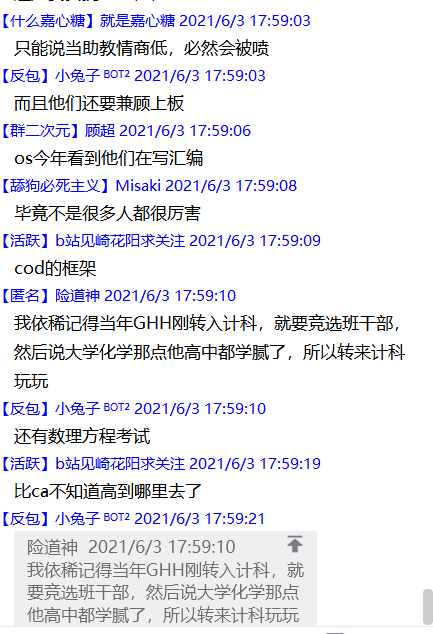 【什么嘉心糖】就是嘉心糖 2021/6/3 17:59:03
只能说当助教情商低，必然会被喷
【反包】小兔子 BOT2 2021/6/3 17:59:03
而且他们还要兼顾上板
【群二次元】顾超 2021/6/3 17:59:06
os今年看到他们在写汇编
【舔狗必死主义】Misaki 2021/6/3 17:59:08
毕竟不是很多人都很厉害
【活跃】b站见崎花阳求关注 2021/6/3 17:59:09
cod的框架
【匿名】险道神 2021/6/3 17:59:10
我依稀记得当年GHH刚转入计科，就要竞选班干部，
然后说大学化学那点他高中都学腻了，所以转来计科
玩玩
【反包】小兔子 BOT2 2021/6/3 17:59:10
还有数理方程考试
【活跃】b站见崎花阳求关注 2021/6/3 17:59:19
比ca不知道高到哪里去了
【反包】小兔子 BOT2 2021/6/3 17:59:21
险道神 2021/6/3 17:59:10
我依稀记得当年GHH刚转入计科，就
要竞选班干部，然后说大学化学那点
他高中都学腻了，所以转来计科玩玩